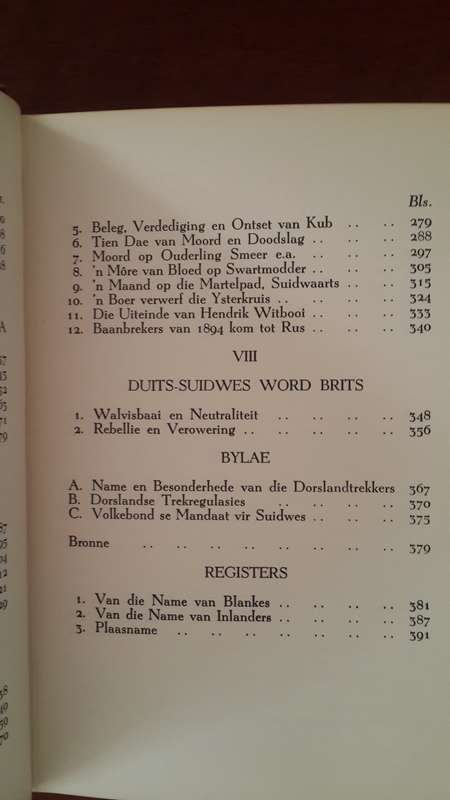 Bls.
5. Beleg, Verdediging en Ontset van Kub .. .. 279
6. Tien Dae van Moord en Doodslag .. .. .. 288
7. Moord op Ouderling Smeer e.a. .. .. .. 297
8. 'n Môre van Bloed op Swartmodder .. .. .. 305
9. 'n Maand op die Martelpad, Suidwaarts .. .. 315
10. 'n Boer verwerf die Ysterkruis .. .. .. .. 324
11. Die Uiteinde van Hendrik Witbooi .. .. .. 333
12. Baanbrekers van 1894 kom tot Rus .. .. .. 340
VIII
DUITS-SUIDWES WORD BRITS
1. Walvisbaai en Neutraliteit .. .. .. .. 348
2. Rebellie en Verowering .. .. .. .. .. 356
BYLAE
A. Name en Besonderhede van die Dorslandtrekkers 367
B. Dorslandse Trekregulasies .. .. .. .. 370
C. Volkebond se Mandaat vir Suidwes .. .. .. 375
Bronne .. .. .. .. .. .. .. 379
REGISTERS
1. Van die Name van Blankes .. .. .. .. 381
2. Van die Name van Inlanders .. .. .. .. 387
3. Plaasname .. .. .. .. .. .. 391